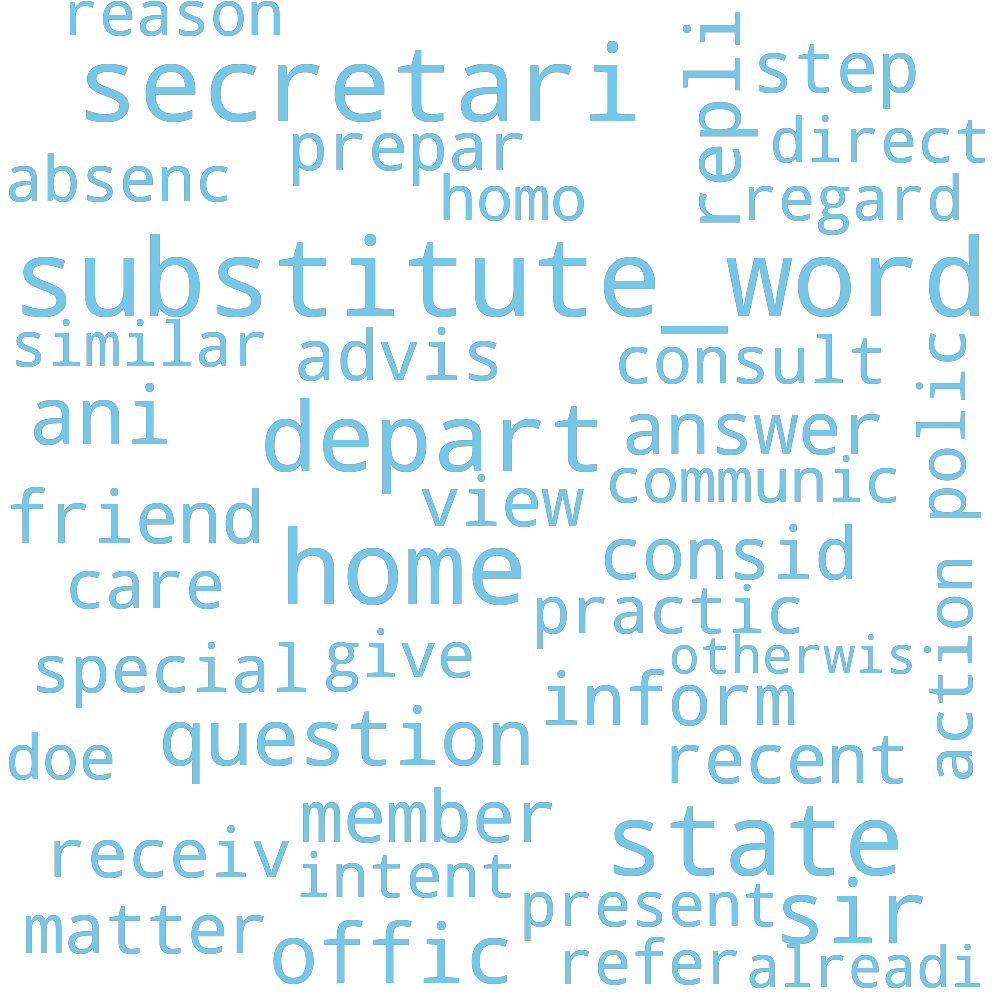 reason
secretari
repli
step
prepar
direct
absenc
homo
regard
substitute_word
similar
advis
consult
polic
ani
depart
answer
communic
friend
view
home
consid
care
practic
action
special
give
otherwis
inform
doe
question
recent
member
receiv
state
intent
matter
offic
present
sir
refer
alreadi